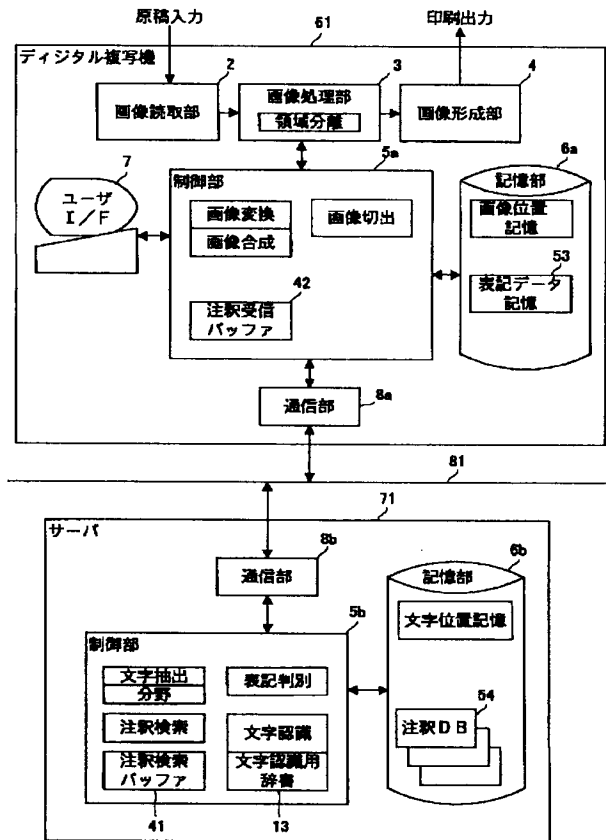 原稿入力
印刷出力
61
ディジタル複写機
2
3
4
画像読取部
画像処理部
領域分離
画像形成部
5a
6a
7
ユーザ
I/F
制御部
画像変換
画像合成
画像切出
42
注釈受信
バッファ
記憶部
画像位置
記憶
53
表記データ
記憶
通信部
8a
81
71
サーバ
通信部
8b
6b
5b
制御部
文字抽出
分野
表記判別
注釈検索
文字認識
注釈検索
バッファ
文字認識用
辞書
41
13
記憶部
文字位置記憶
54
注釈DB